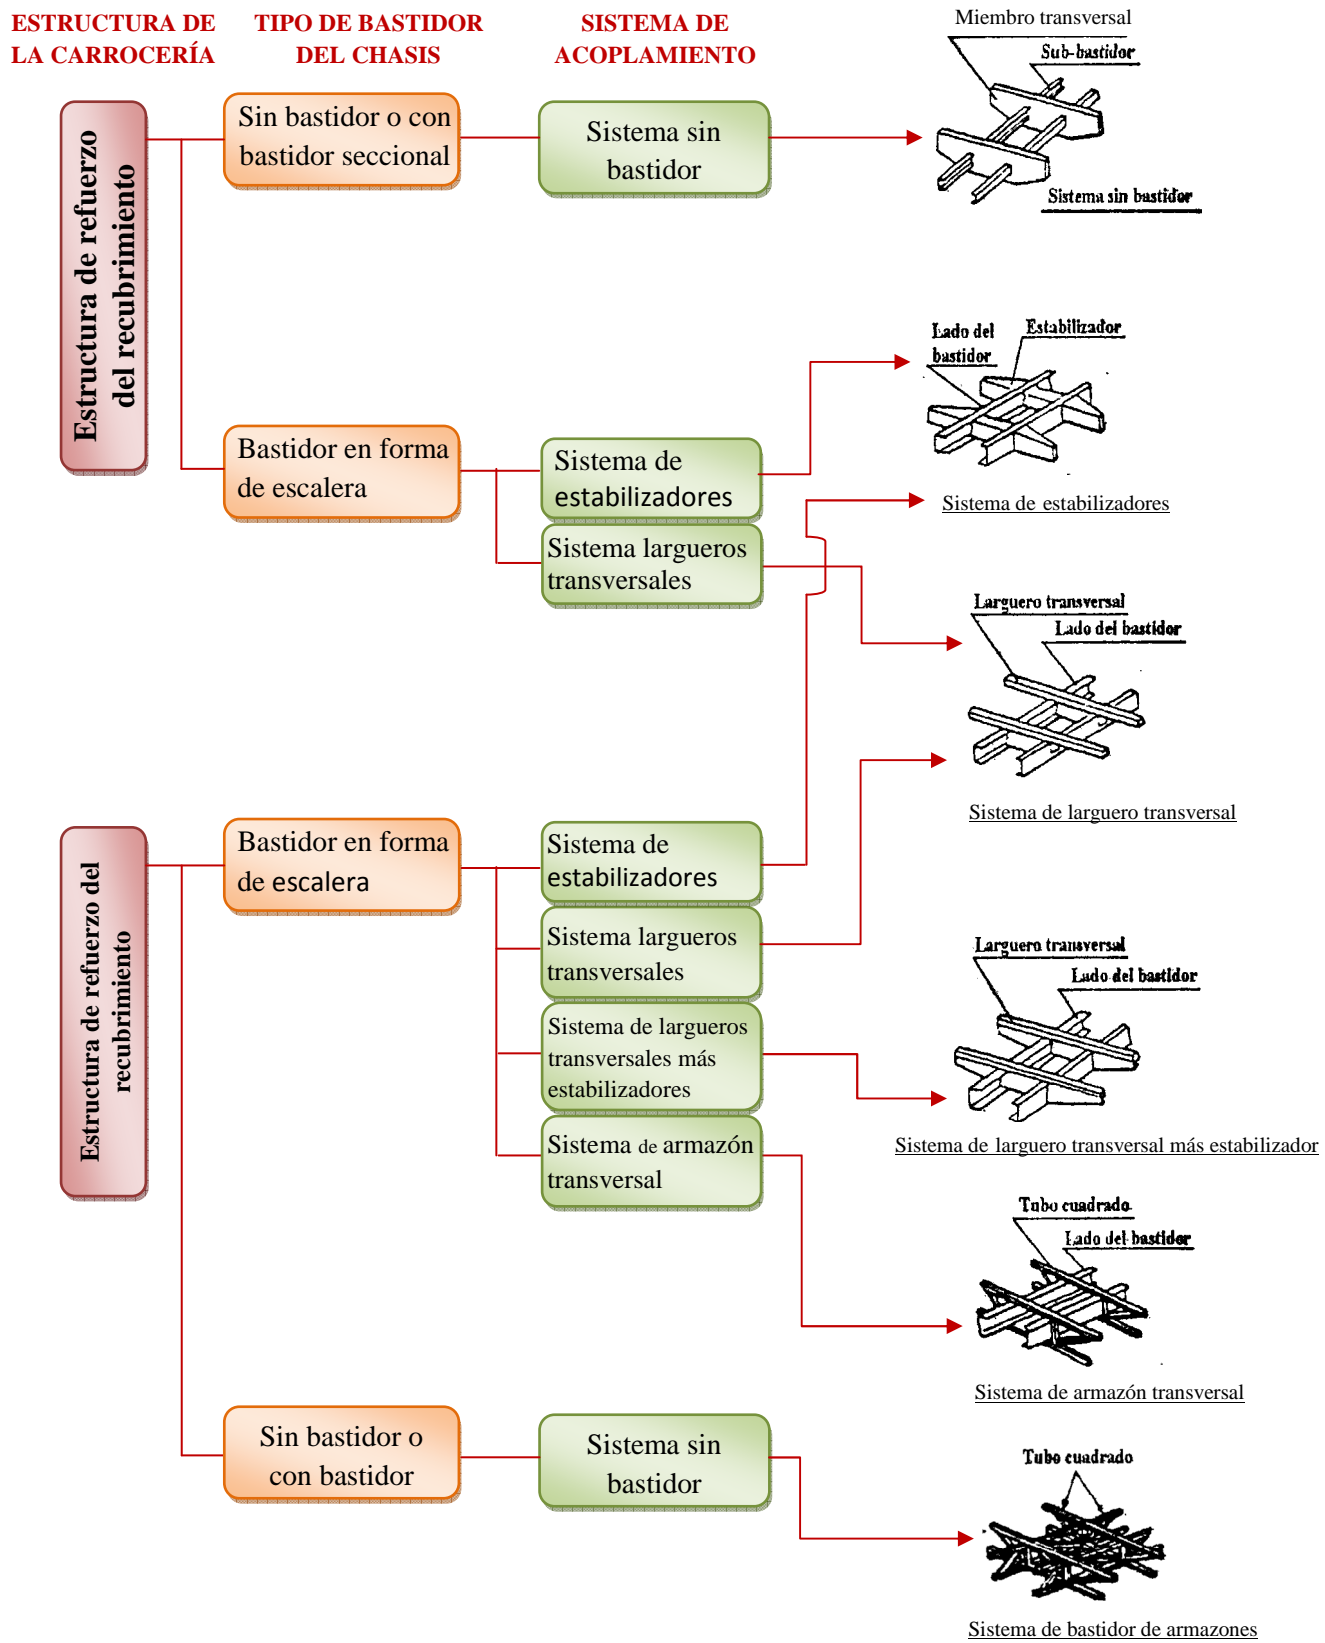 ESTRUCTURA DE
LA CARROCERÍA
TIPO DE BASTIDOR
DEL CHASIS
SISTEMA DE
ACOPLAMIENTO
Estructura de refuerzo
del recubrimiento
Sin bastidor o con
bastidor seccional
Sistema sin
bastidor
Miembro transversal
Sub-bastidor
Sistema sin bastidor
Bastidor en forma
de escalera
Sistema de
estabilizadores
Sistema largueros
transversales
Lado del
bastidor
Estabilizador
Sistema de estabilizadores
Larguero transversal
Lado del bastidor
Sistema de larguero transversal
Estructura de refuerzo del
recubrimiento
Bastidor en forma
de escalera
Sistema de
estabilizadores
Sistema largueros
transversales
Sistema de largueros
transversales más
estabilizadores
Sistema de armazón
transversal
Larguero transversal
Lado del bastidor
Sistema de larguero transversal más estabilizador
Tubo cuadrado
Lado del bastidor
Sistema de armazón transversal
Sin bastidor o
con bastidor
Sistema sin
bastidor
Tubo cuadrado
Sistema de bastidor de armazones